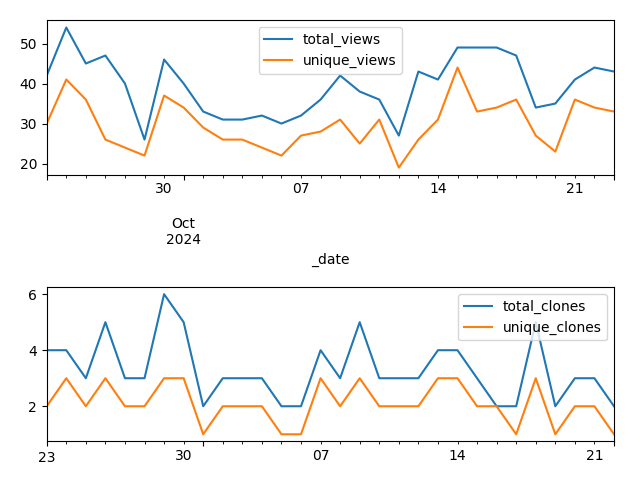 50
40
30
20
total_views
unique_views
30
07
14
21
Oct
2024
_date
6
4
2
total_clones
unique_clones
23
30
07
14
21